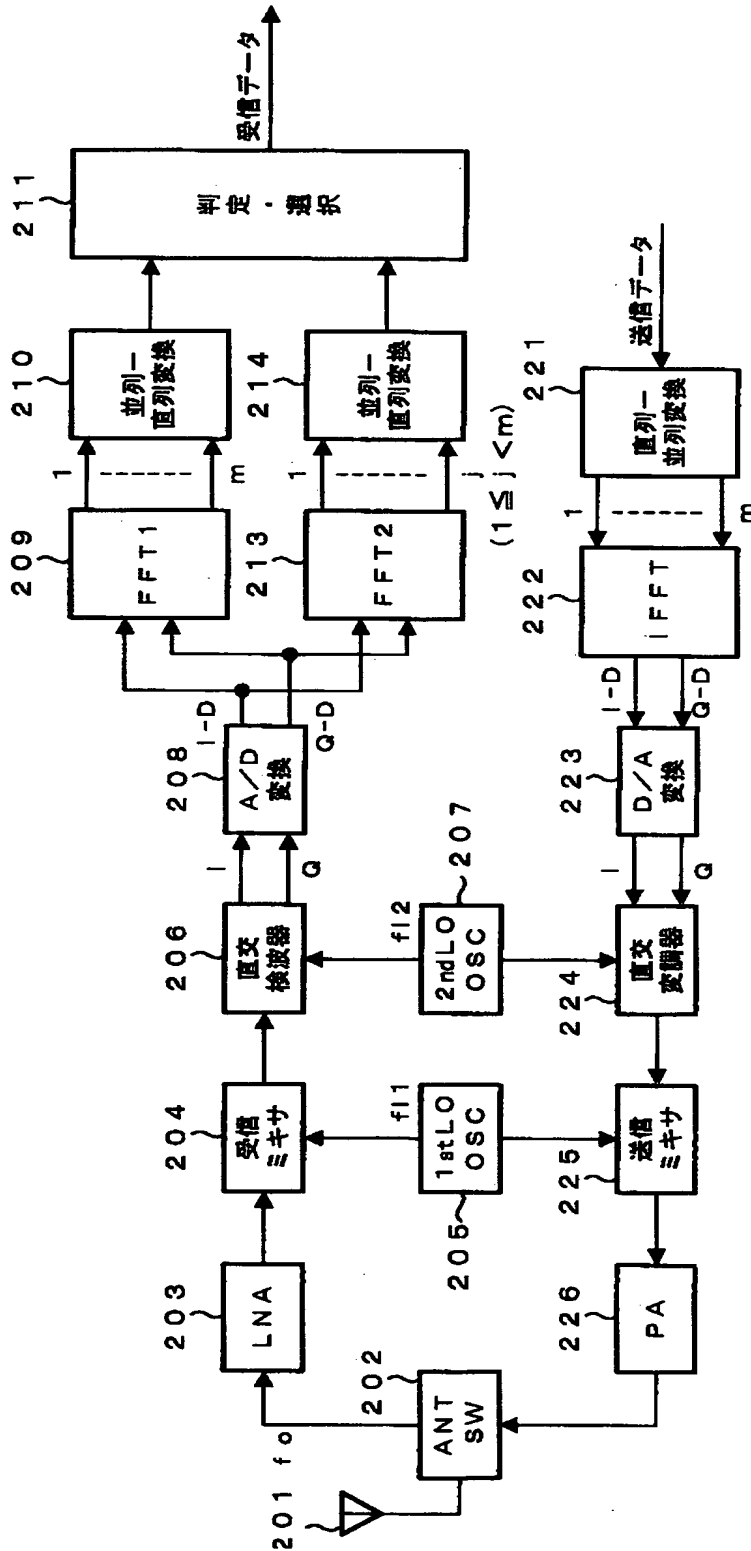 201
fo
202
ANT
SW
203
LNA
204
受信
ミキサ
fl1
205
1stLO
OSC
206
直交
検波器
fl2
207
2ndLO
OSC
I
Q
208
A/D
変換
I-D
Q-D
209
FFT1
1
m
210
並列−
直列変換
211
判定・選択
受信データ
213
FFT2
1
j
(1≦j<m)
214
並列−
直列変換
送信データ
221
直列−
並列変換
1
m
222
IFFT
I-D
Q-D
223
D/A
変換
I
Q
224
直交
変調器
225
送信
ミキサ
226
PA